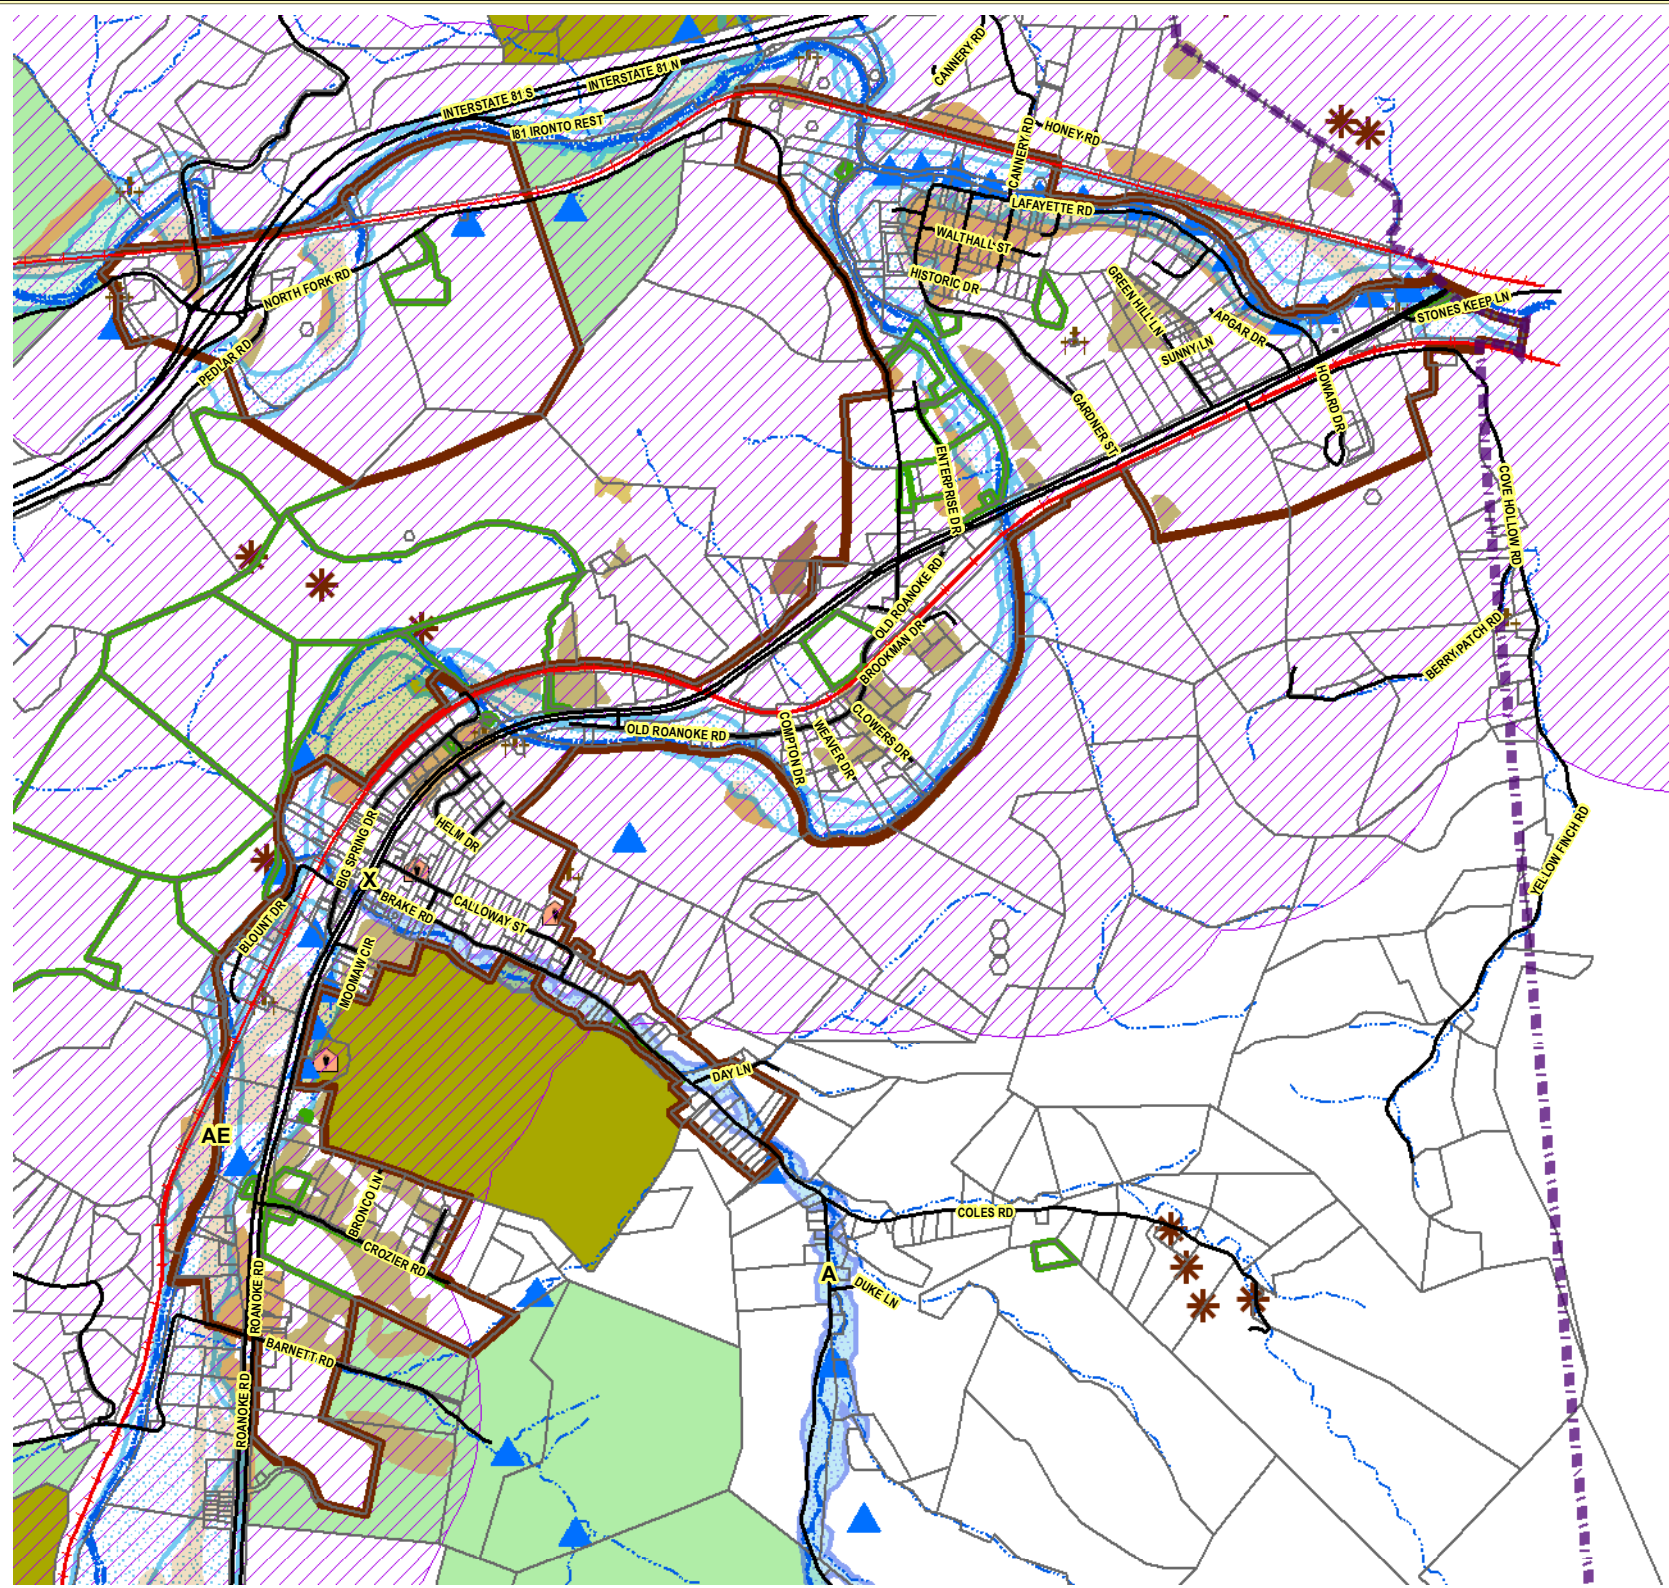 CANNERY RD
INTERSTATE 81 N
INTERSTATE 81 S
I81 IRONTO REST
HONEY RD
CANNERY RD
LAFAYETTE RD
WALTHALL ST
HISTORIC DR
NORTH FORK RD
GREEN HILL LN
STONES KEEP LN
APGAR DR
SUNNY LN
PEDLAR RD
HOWARD DR
GARDNER ST
ENTERPRISE DR
COVE HOLLOW RD
OLD ROANOKE RD
BROOKMAN DR
BERRY PATCH RD
OLD ROANOKE RD
COMPTON DR
WEAVER DR
CLOWERS DR
HELM DR
BIG SPRING DR
YELLOW FINCH RD
X
BRAKE RD
CALLOWAY ST
BLOUNT DR
MOOMAW CIR
DAY LN
AE
BRONCO LN
COLES RD
CROZIER RD
A
DUKE LN
ROANOKE RD
BARNETT RD
ROANOKE RD